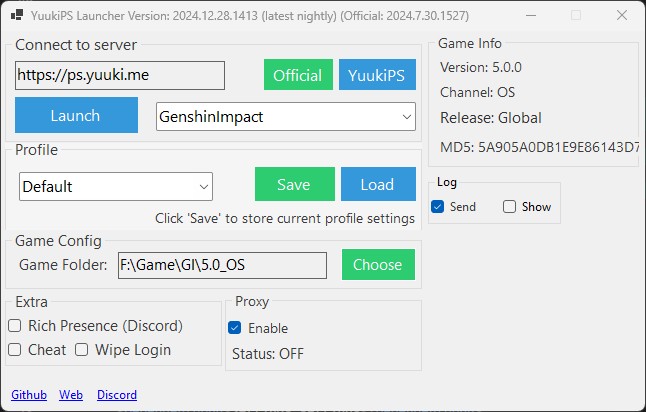 YuukiPS Launcher Version: 2024.12.28.1413 (latest nightly) (Official: 2024.7.30.1527)
Connect to server
https://ps.yuuki.me
Official
YuukiPS
Launch
GenshinImpact
Profile
Default
Save
Load
Click 'Save' to store current profile settings
Game Config
Game Folder:
F:\Game\GI\5.0_OS
Choose
Extra
Rich Presence (Discord)
Cheat
Wipe Login
Proxy
Enable
Status: OFF
Game Info
Version: 5.0.0
Channel: OS
Release: Global
MD5: 5A905A0DB1E9E86143D7
Log
Send
Show
Github
Web
Discord